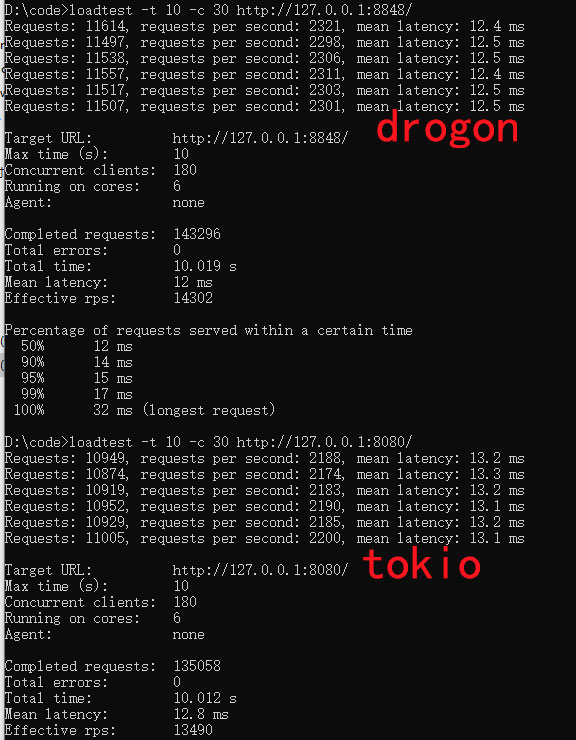 D:\code>loadtest -t 10 -c 30 http://127.0.0.1:8848/
Requests: 11614, requests per second: 2321, mean latency: 12.4 ms
Requests: 11497, requests per second: 2298, mean latency: 12.5 ms
Requests: 11538, requests per second: 2306, mean latency: 12.5 ms
Requests: 11557, requests per second: 2311, mean latency: 12.4 ms
Requests: 11517, requests per second: 2303, mean latency: 12.5 ms
Requests: 11507, requests per second: 2301, mean latency: 12.5 ms
drogon
Target URL: http://127.0.0.1:8848/
Max time (s): 10
Concurrent clients: 180
Running on cores: 6
Agent: none
Completed requests: 143296
Total errors: 0
Total time: 10.019 s
Mean latency: 12 ms
Effective rps: 14302
Percentage of requests served within a certain time
50% 12 ms
90% 14 ms
95% 15 ms
99% 17 ms
100% 32 ms (longest request)
D:\code>loadtest -t 10 -c 30 http://127.0.0.1:8080/
Requests: 10949, requests per second: 2188, mean latency: 13.2 ms
Requests: 10874, requests per second: 2174, mean latency: 13.3 ms
Requests: 10919, requests per second: 2183, mean latency: 13.2 ms
Requests: 10952, requests per second: 2190, mean latency: 13.1 ms
Requests: 10929, requests per second: 2185, mean latency: 13.2 ms
Requests: 11005, requests per second: 2200, mean latency: 13.1 ms
tokio
Target URL: http://127.0.0.1:8080/
Max time (s): 10
Concurrent clients: 180
Running on cores: 6
Agent: none
Completed requests: 135058
Total errors: 0
Total time: 10.012 s
Mean latency: 12.8 ms
Effective rps: 13490